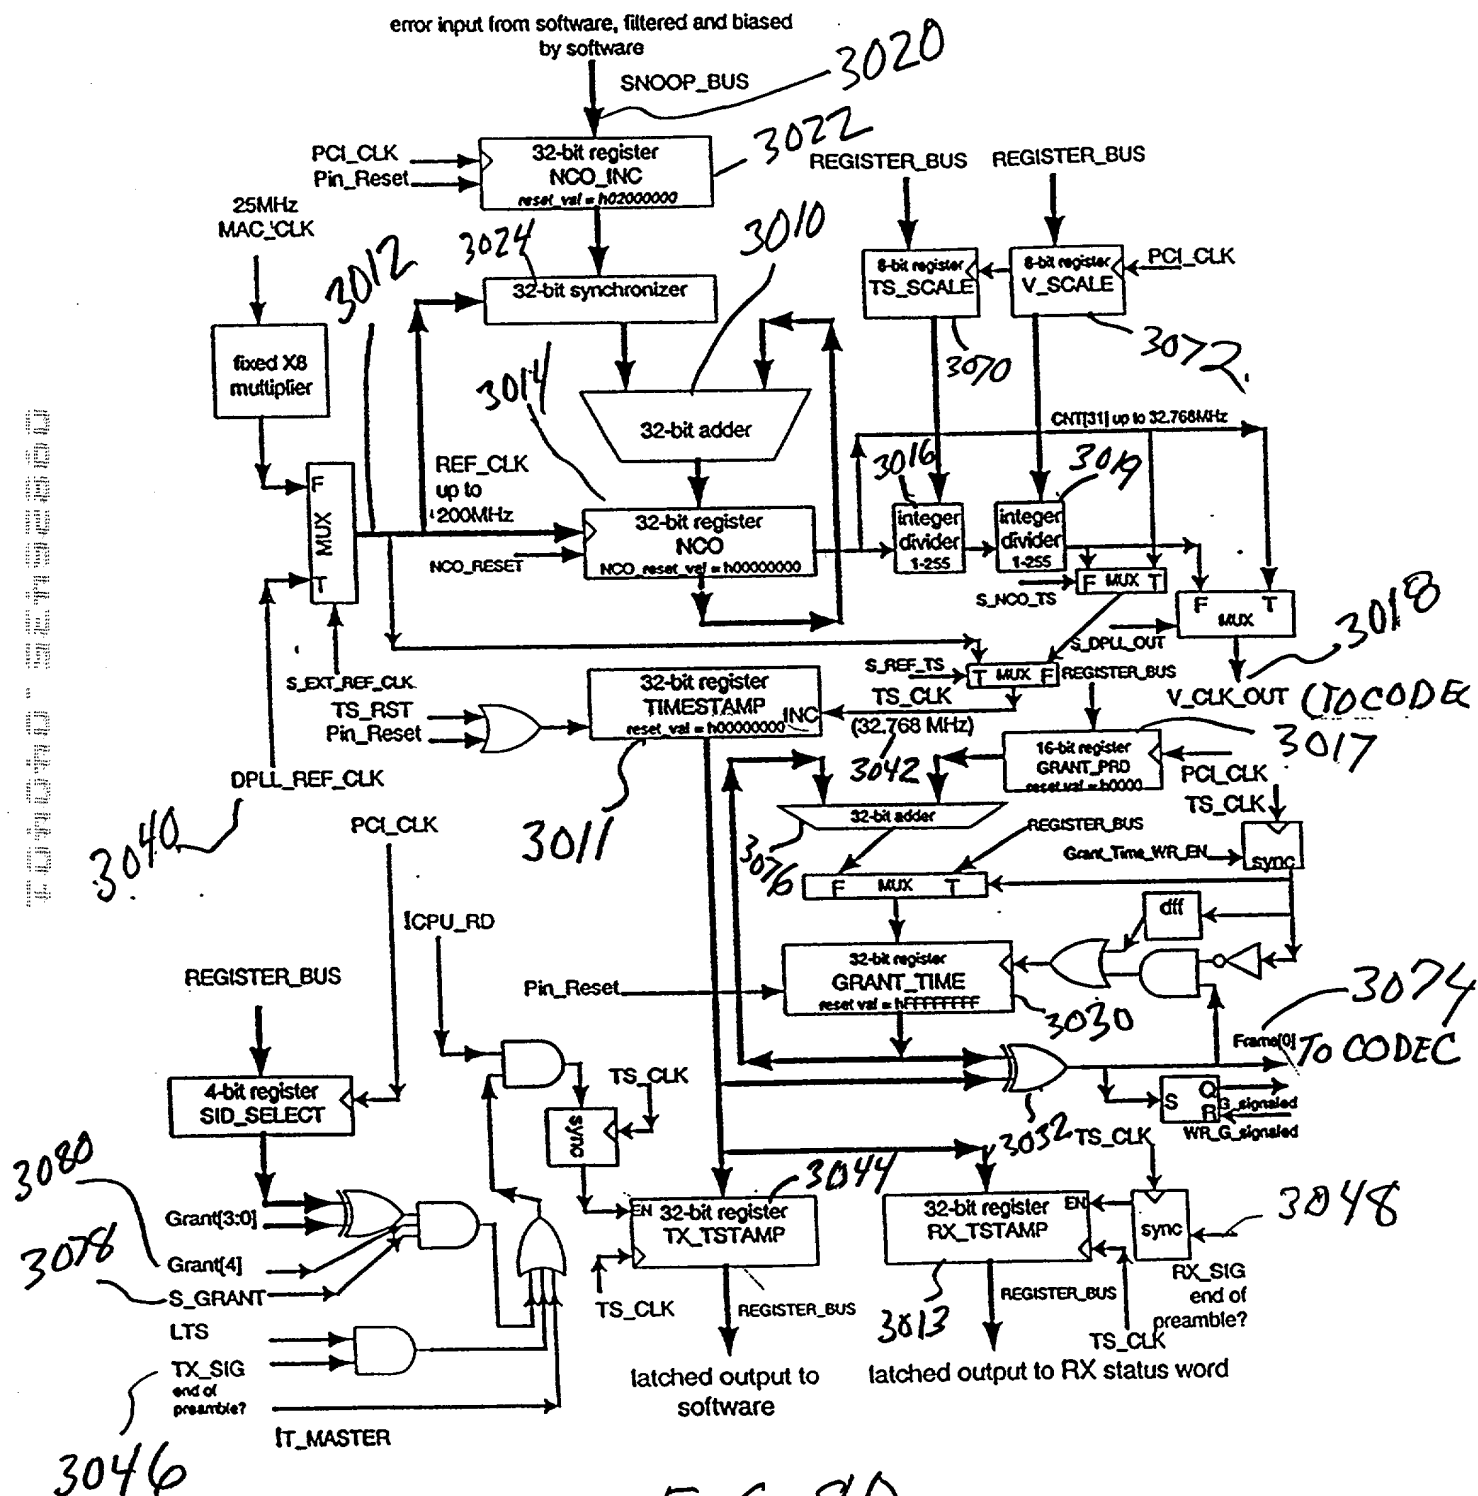 error input from software, filtered and biased
by software
SNOOP_BUS
3020
PCI_CLK
Pin_Reset
32-bit register
NCO_INC
reset_val = h02000000
3022
REGISTER_BUS
REGISTER_BUS
25MHz
MAC_CLK
3024
3010
3012
32-bit synchronizer
8-bit register
TS_SCALE
8-bit register
V_SCALE
PCI_CLK
fixed X8
multiplier
3070
3072
3014
32-bit adder
CNT[31] up to 32.768MHz
REF_CLK
up to
200MHz
3016
3019
F
MUX
T
32-bit register
NCO
NCO_reset_val = h00000000
NCO_RESET
integer
divider
1-255
integer
divider
1-255
S_NCO_TS
F MUX T
F T
MUX
3018
S_DPLL_OUT
S_EXT_REF_CLK
TS_RST
Pin_Reset
32-bit register
TIMESTAMP
reset_val = h00000000
INC
S_REF_TS
T MUX F
REGISTER_BUS
TS_CLK
(32.768 MHz)
V_CLK_OUT (TO CODEC
3042
16-bit register
GRANT_PRD
reset val = h0000
3017
PCI_CLK
TS_CLK
DPLL_REF_CLK
3040
PCI_CLK
3011
32-bit adder
3076
REGISTER_BUS
Grant_Time_WR_EN
sync
F MUX T
dff
!CPU_RD
REGISTER_BUS
Pin_Reset
32-bit register
GRANT_TIME
reset val = hFFFFFFFF
3030
3074
Frame[0]
TO CODEC
4-bit register
SID_SELECT
TS_CLK
sync
S Q
R
G_signaled
WR_G_signaled
3032
TS_CLK
3080
Grant[3:0]
3078
Grant[4]
S_GRANT
LTS
TX_SIG
end of
preamble?
!T_MASTER
3046
3044
EN
32-bit register
TX_TSTAMP
TS_CLK
REGISTER_BUS
latched output to
software
32-bit register
RX_TSTAMP
EN
sync
3048
3013
REGISTER_BUS
RX_SIG
end of
preamble?
TS_CLK
latched output to RX status word